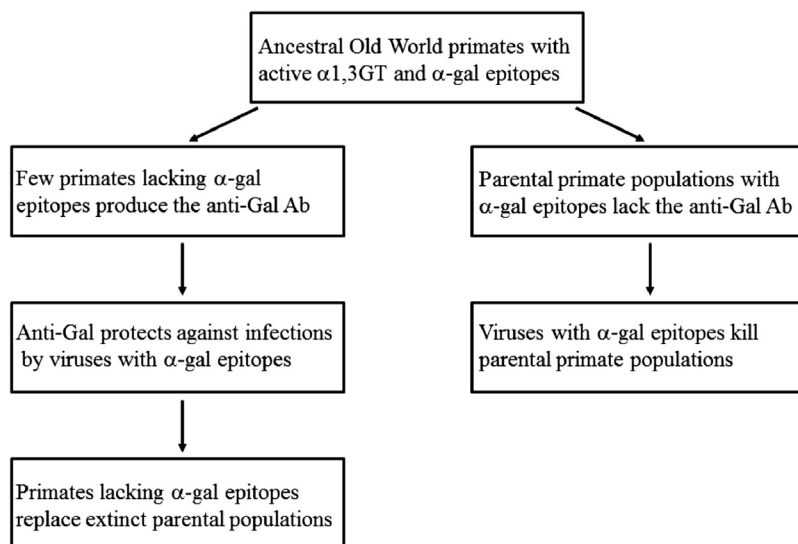 Ancestral Old World primates with
active α1,3GT and α-gal epitopes
Few primates lacking α-gal
epitopes produce the anti-Gal Ab
Parental primate populations with
α-gal epitopes lack the anti-Gal Ab
Anti-Gal protects against infections
by viruses with α-gal epitopes
Viruses with α-gal epitopes kill
parental primate populations
Primates lacking α-gal epitopes
replace extinct parental populations